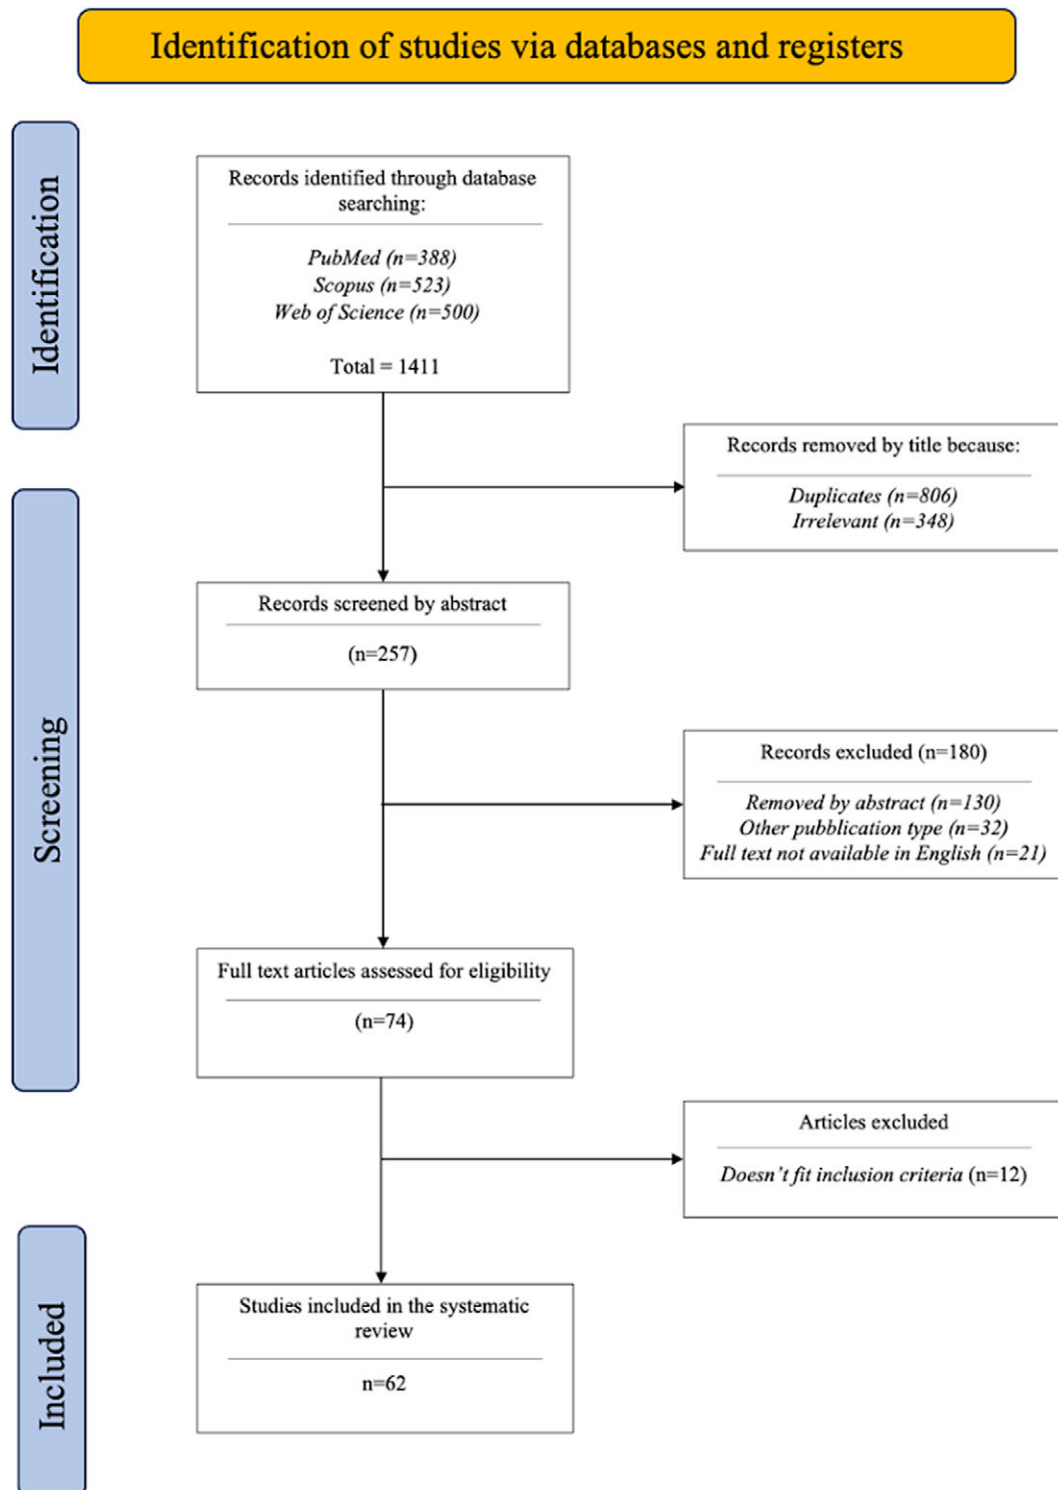 Identification of studies via databases and registers
Identification
Records identified through database
searching:
PubMed (n=388)
Scopus (n=523)
Web of Science (n=500)
Total = 1411
Records removed by title because:
Duplicates (n=806)
Irrelevant (n=348)
Screening
Records screened by abstract
(n=257)
Records excluded (n=180)
Removed by abstract (n=130)
Other pubblication type (n=32)
Full text not available in English (n=21)
Full text articles assessed for eligibility
(n=74)
Articles excluded
Doesn't fit inclusion criteria (n=12)
Included
Studies included in the systematic
review
n=62